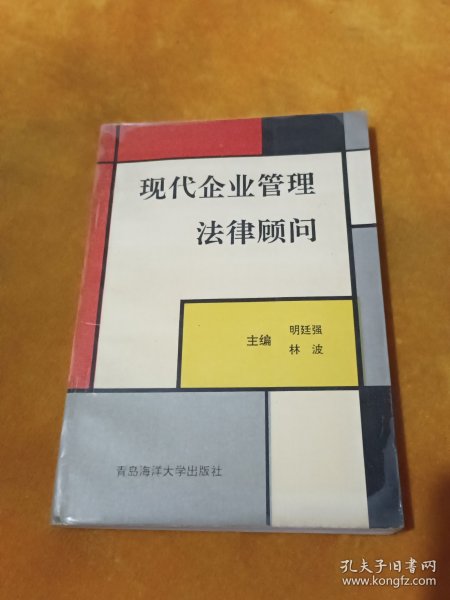 现代企业管理
法律顾问
主编
明廷强
林波
青岛海洋大学出版社
孔夫子旧书网
www.kongfz.com